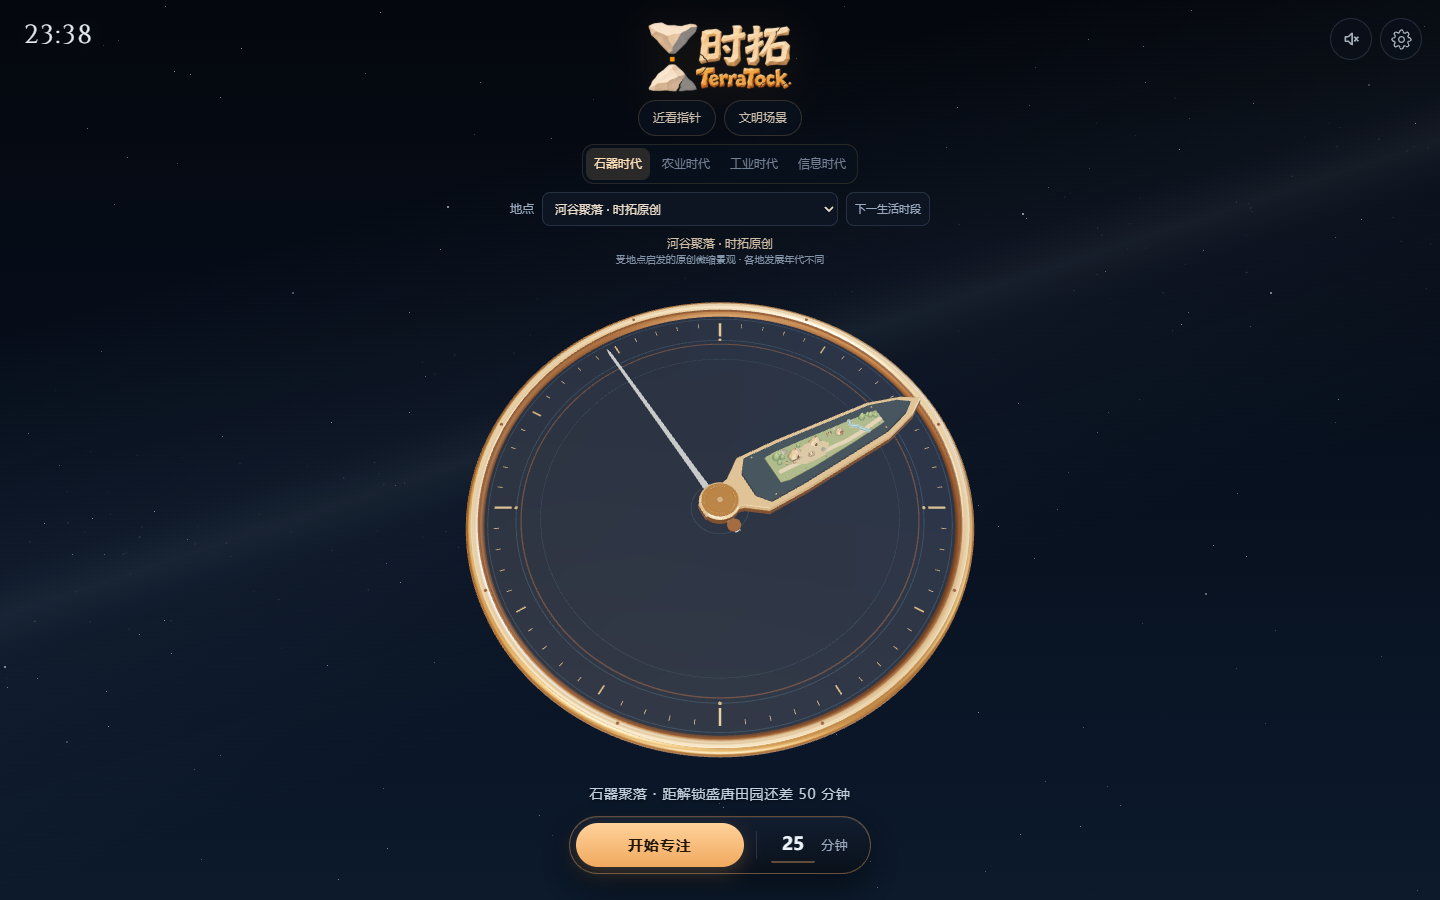 23:38
时拓
TerraTock
近看指针
文明场景
石器时代 农业时代 工业时代 信息时代
地点 河谷聚落 · 时拓原创 下一生活时段
河谷聚落 · 时拓原创
受地点启发的原创微缩景观 · 各地发展年代不同
石器聚落 · 距解锁盛唐田园还差 50 分钟
开始专注 25 分钟